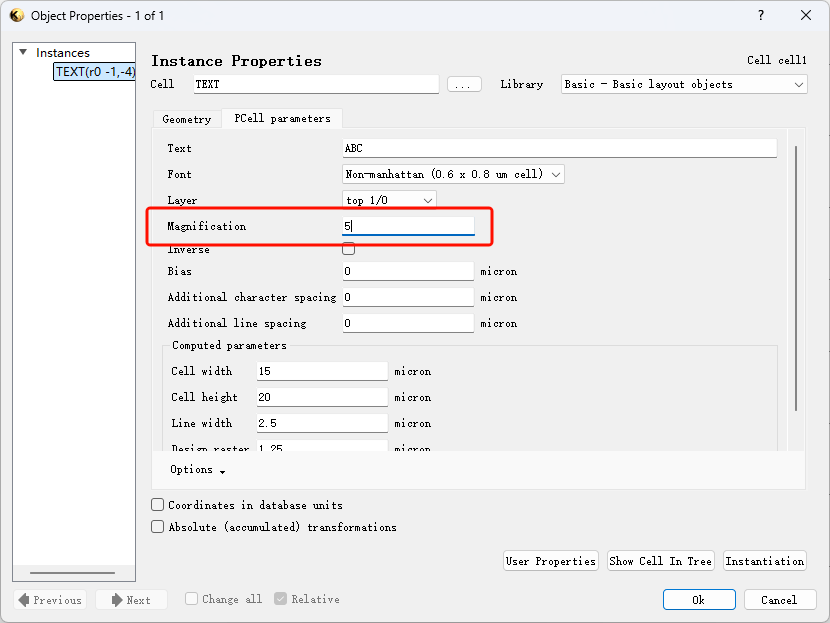 Object Properties - 1 of 1 ?
Instances
TEXT(r0 -1,-4)
Instance Properties
Cell cell1
Cell TEXT ... Library Basic - Basic layout objects
Geometry PCell parameters
Text ABC
Font Non-manhattan (0.6 x 0.8 um cell)
Layer top 1/0
Magnification 5
Inverse
Bias 0 micron
Additional character spacing 0 micron
Additional line spacing 0 micron
Computed parameters
Cell width 15 micron
Cell height 20 micron
Line width 2.5 micron
Design raster 1.25 micron
Options
Coordinates in database units
Absolute (accumulated) transformations
User Properties Show Cell In Tree Instantiation
Previous Next Change all Relative Ok Cancel